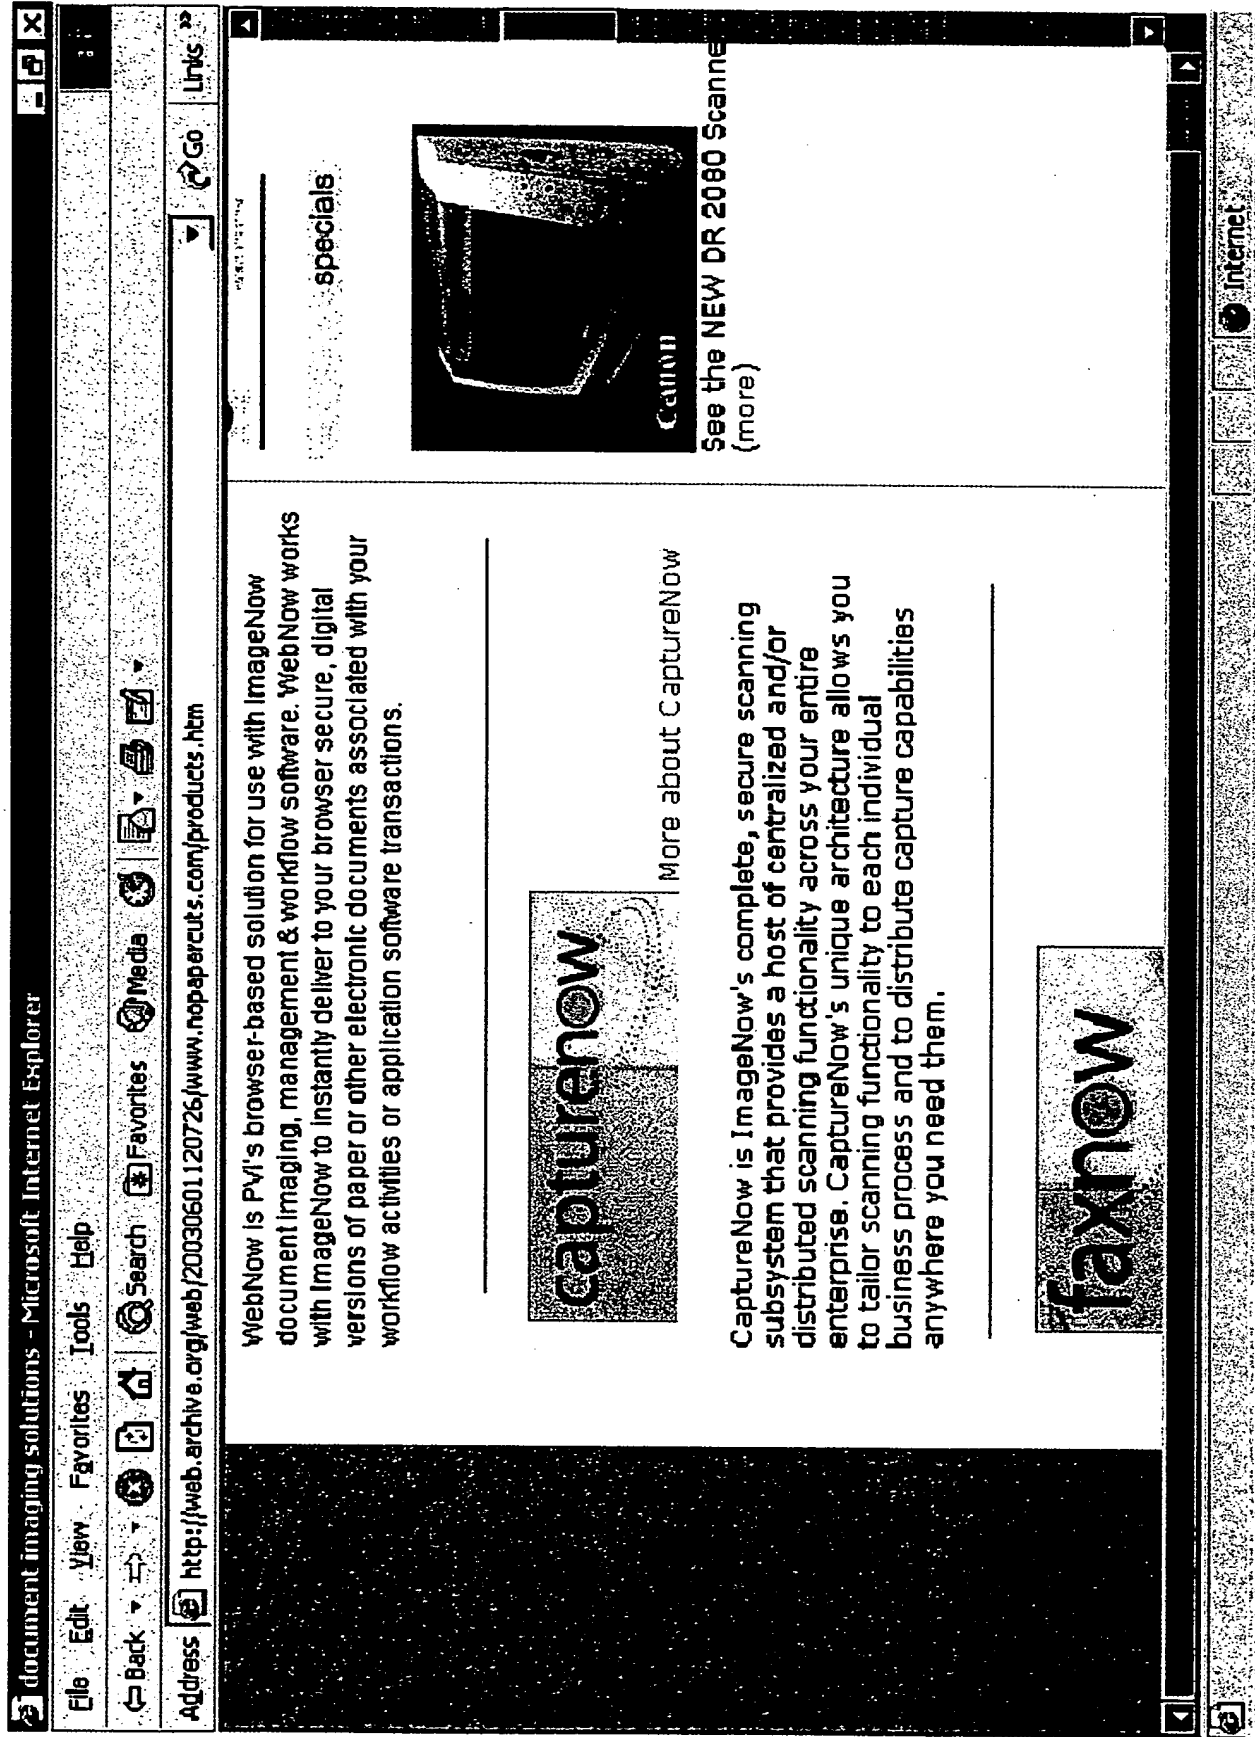 document imaging solutions - Microsoft Internet Explorer
File Edit View Favorites Tools Help
Back Search Favorites Media
Address http://web.archive.org/web/20030601120726/www.nopapercuts.com/products.htm Go Links »
WebNow is PVI's browser-based solution for use with ImageNow
document imaging, management & workflow software. WebNow works
with ImageNow to instantly deliver to your browser secure, digital
versions of paper or other electronic documents associated with your
workflow activities or application software transactions.
capturenow
More about CaptureNow
CaptureNow is ImageNow's complete, secure scanning
subsystem that provides a host of centralized and/or
distributed scanning functionality across your entire
enterprise. CaptureNow's unique architecture allows you
to tailor scanning functionality to each individual
business process and to distribute capture capabilities
anywhere you need them.
faxnow
specials
Canon
See the NEW DR 2080 Scanne
(more)
Internet